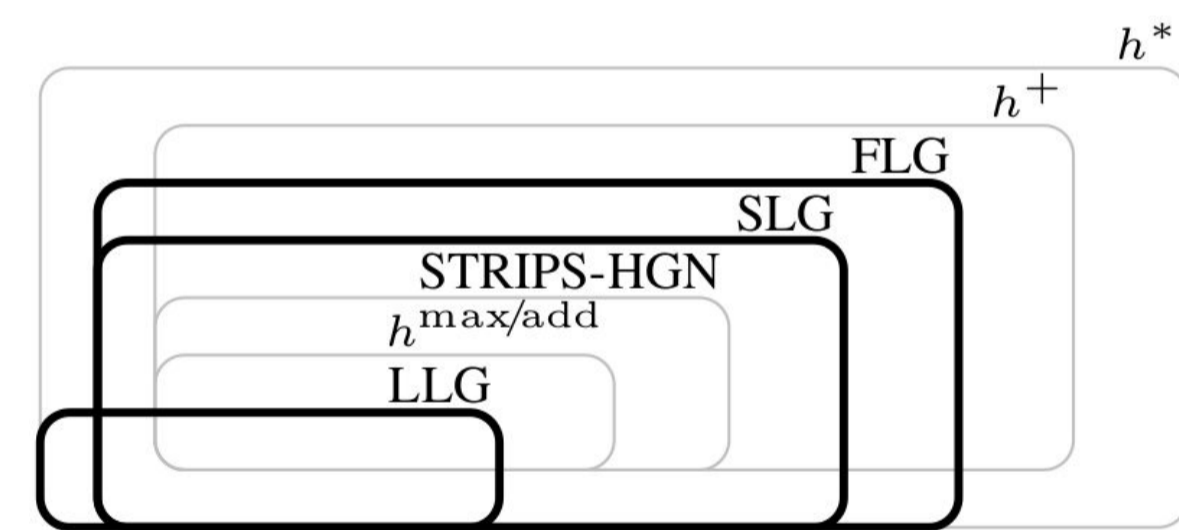 h*
h+
FLG
SLG
STRIPS-HGN
hmax/add
LLG